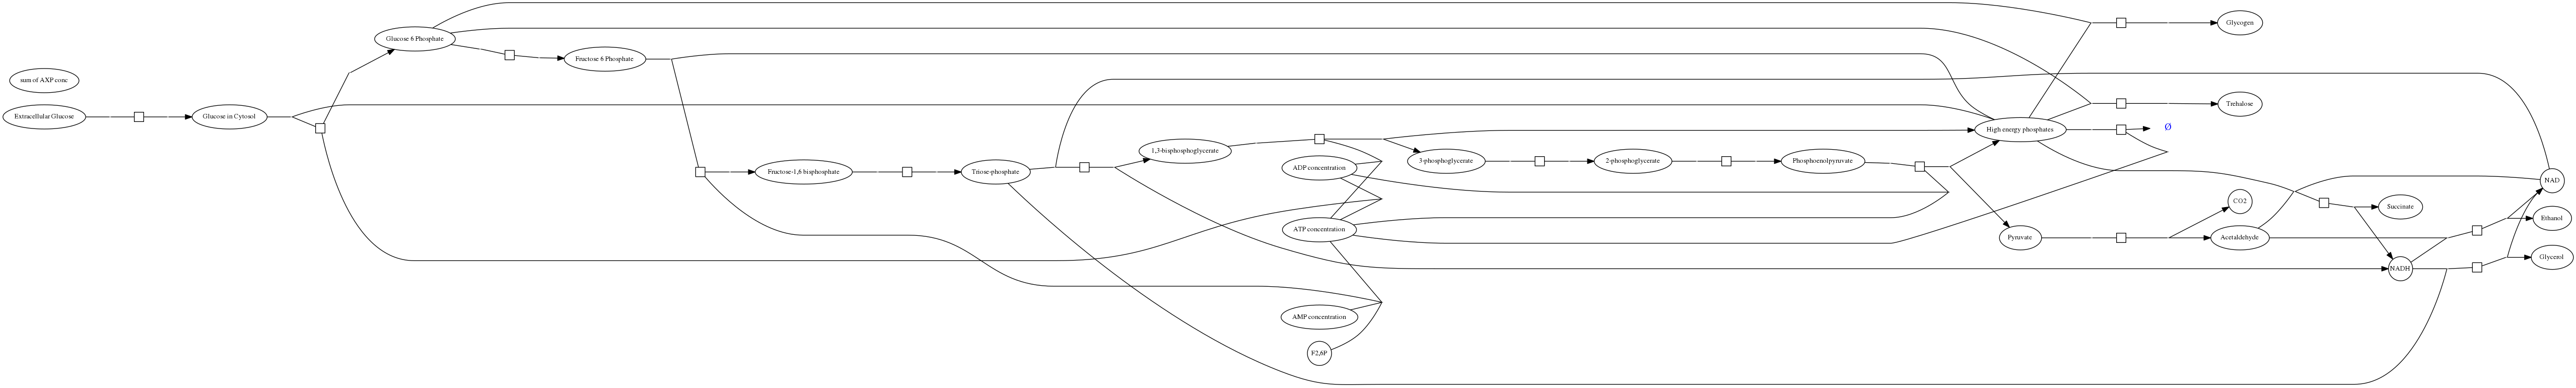 Glycogen
Glucose 6 Phosphate
Fructose 6 Phosphate
sum of AXP conc
Trehalose
Extracellular Glucose
Glucose in Cytosol
High energy phosphates
Ø
1,3-bisphosphoglycerate
3-phosphoglycerate
2-phosphoglycerate
Phosphoenolpyruvate
ADP concentration
Fructose-1,6 bisphosphate
Triose-phosphate
NAD
CO2
Succinate
Ethanol
ATP concentration
Pyruvate
Acetaldehyde
Glycerol
NADH
AMP concentration
F2,6P